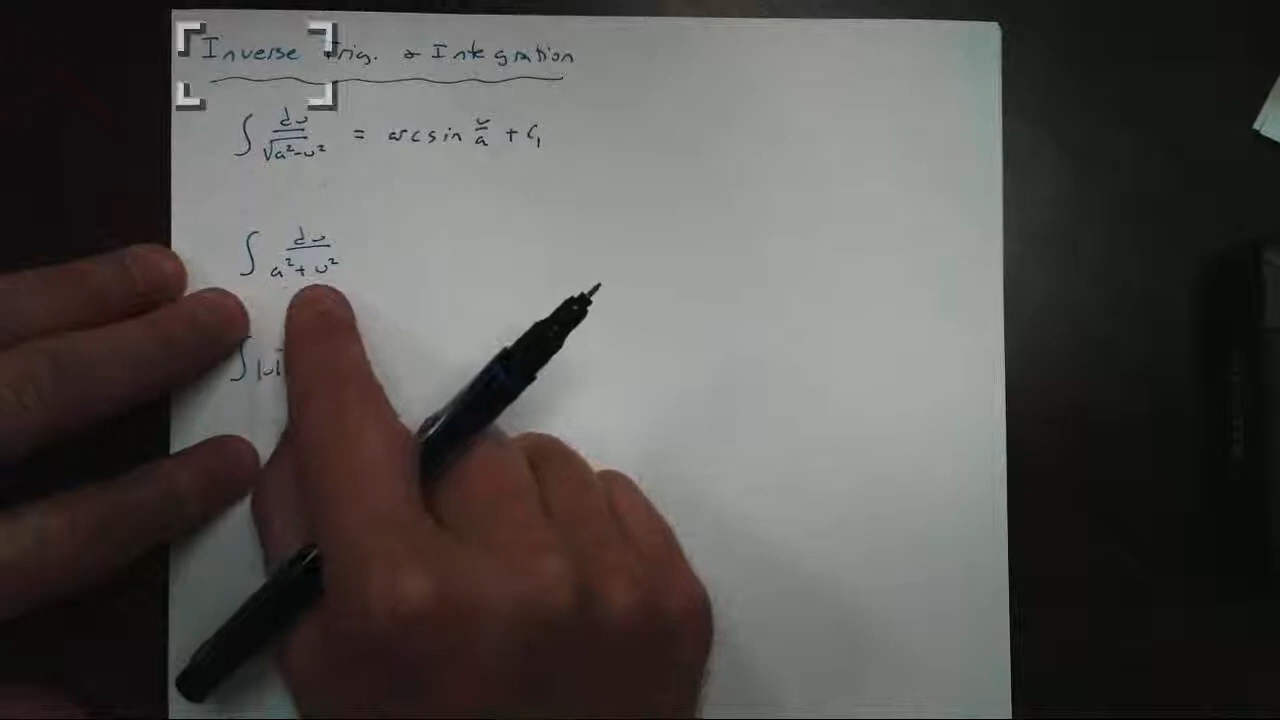 Inverse Trig. & Integration
∫ du/√(a²-u²) = arcsin u/a + C₁
∫ du/(a²+u²)
∫ |u|